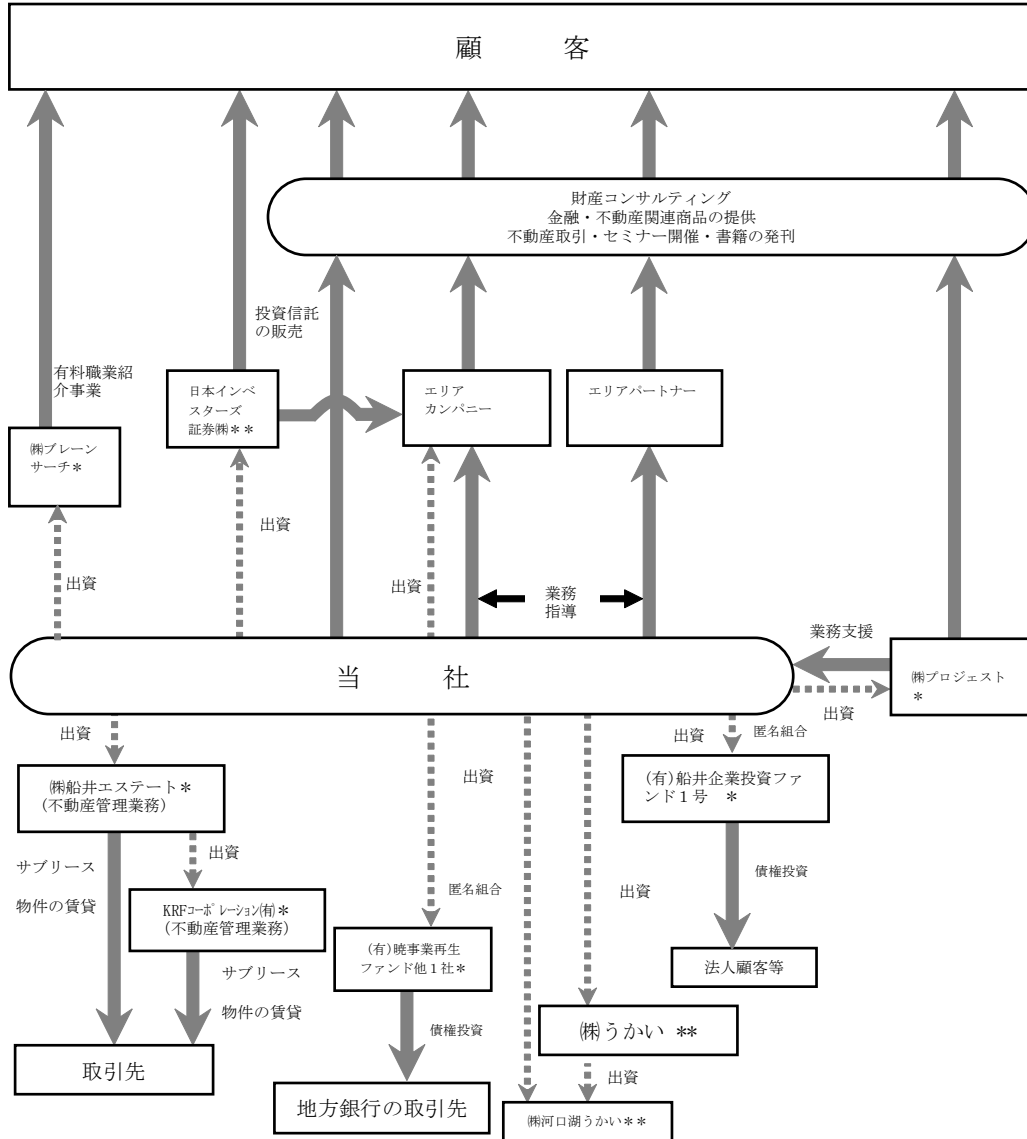 顧　　　客
財産コンサルティング
金融・不動産関連商品の提供
不動産取引・セミナー開催・書籍の発刊
投資信託
の販売
有料職業紹
介事業
日本インベ
スターズ
証券㈱＊＊
エリア
カンパニー
エリアパートナー
㈱ブレーン
サーチ＊
出資
出資
出資
業務
指導
業務支援
当　　　社
㈱プロジェスト
＊
出資
出資
出資
出資
匿名組合
㈱船井エステート＊
(不動産管理業務)
(有)船井企業投資ファ
ンド１号　＊
サブリース
物件の賃貸
出資
匿名組合
出資
債権投資
KRFｺｰﾎﾟﾚｰｼｮﾝ(有)＊
(不動産管理業務)
(有)暁事業再生
ファンド他１社＊
法人顧客等
サブリース
物件の賃貸
債権投資
㈱うかい ＊＊
取引先
出資
地方銀行の取引先
㈱河口湖うかい＊＊